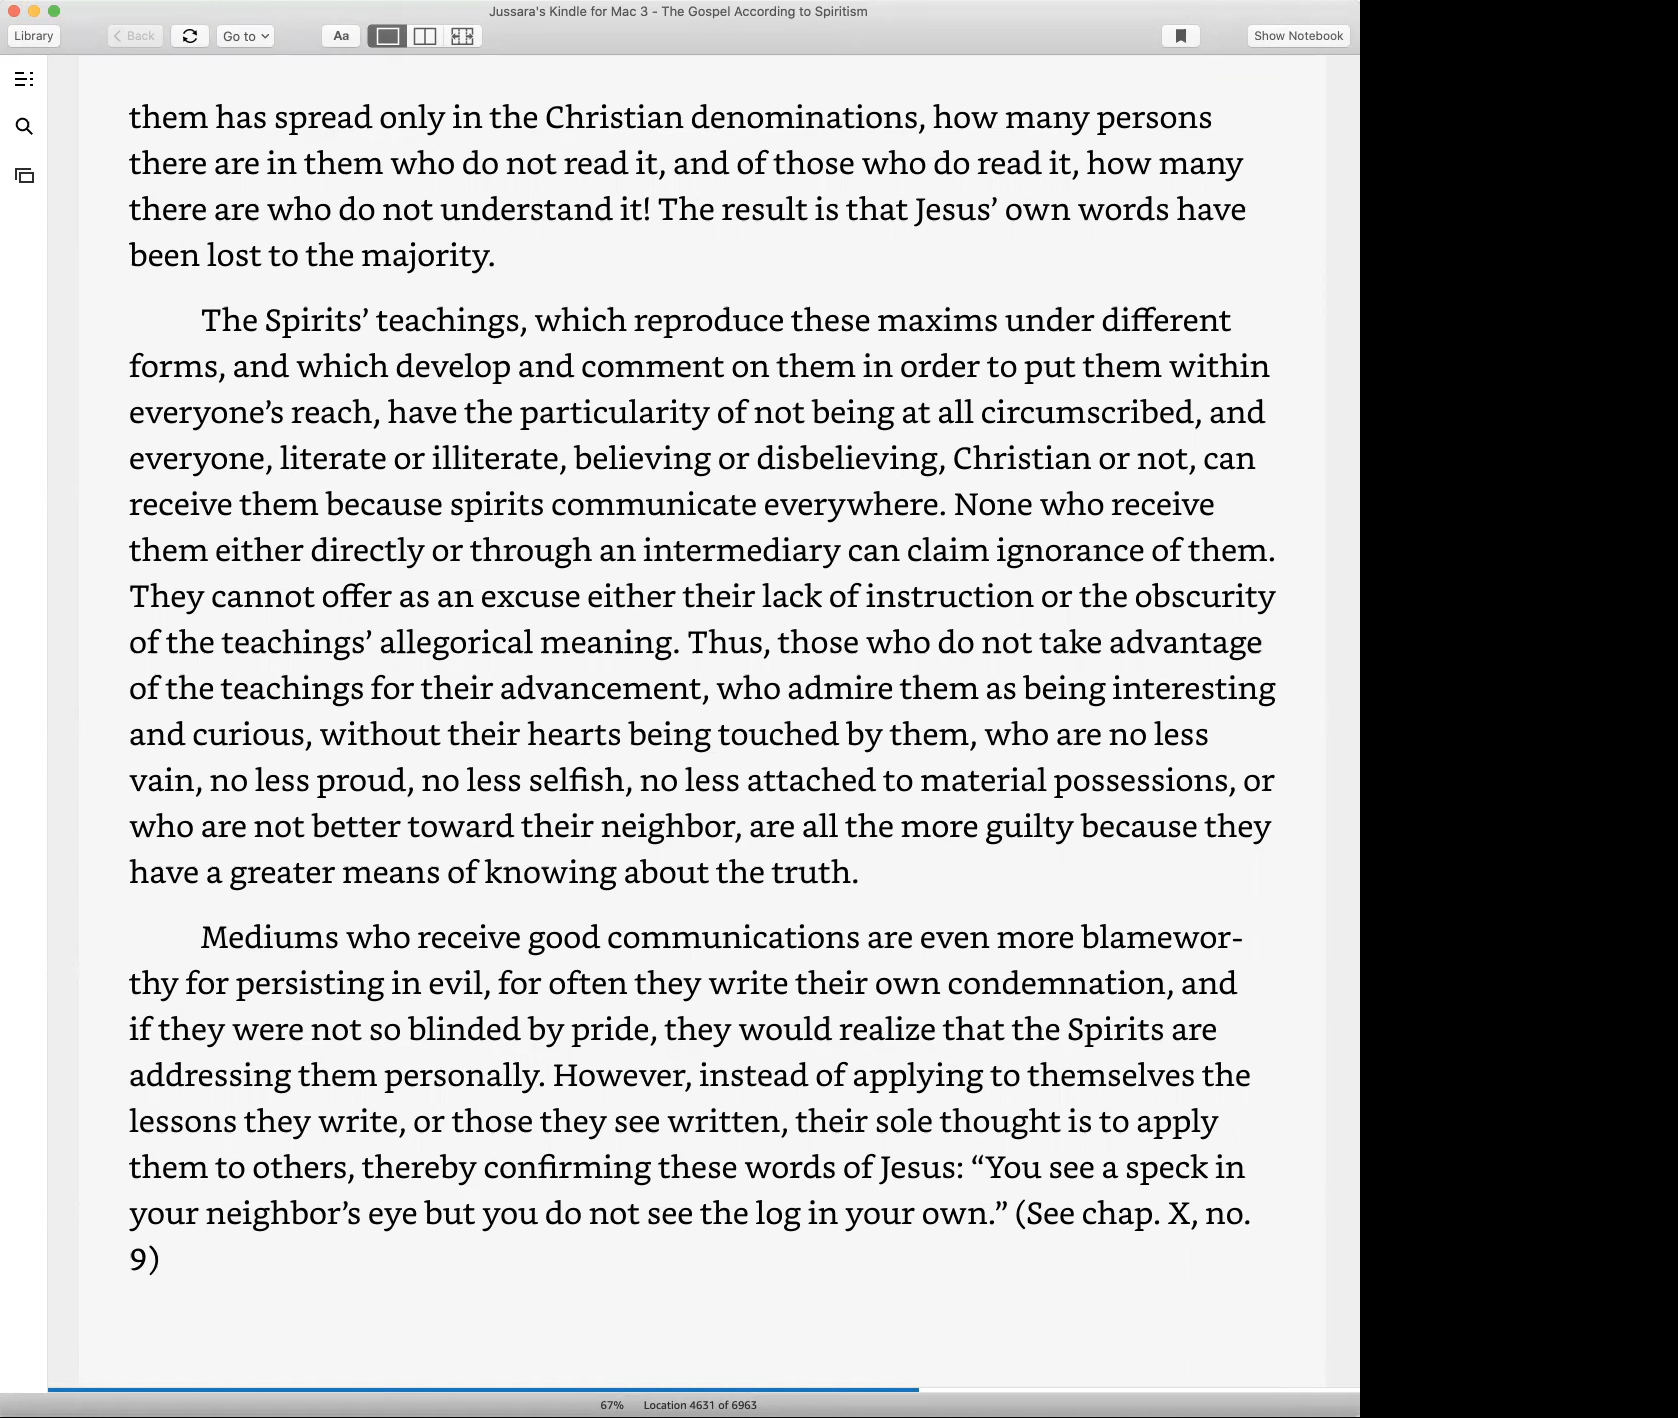 Jussara's Kindle for Mac 3 - The Gospel According to Spiritism
Library
Back
Go to
Aa
Show Notebook
them has spread only in the Christian denominations, how many persons
there are in them who do not read it, and of those who do read it, how many
there are who do not understand it! The result is that Jesus’ own words have
been lost to the majority.
The Spirits’ teachings, which reproduce these maxims under different
forms, and which develop and comment on them in order to put them within
everyone’s reach, have the particularity of not being at all circumscribed, and
everyone, literate or illiterate, believing or disbelieving, Christian or not, can
receive them because spirits communicate everywhere. None who receive
them either directly or through an intermediary can claim ignorance of them.
They cannot offer as an excuse either their lack of instruction or the obscurity
of the teachings’ allegorical meaning. Thus, those who do not take advantage
of the teachings for their advancement, who admire them as being interesting
and curious, without their hearts being touched by them, who are no less
vain, no less proud, no less selfish, no less attached to material possessions, or
who are not better toward their neighbor, are all the more guilty because they
have a greater means of knowing about the truth.
Mediums who receive good communications are even more blamewor-
thy for persisting in evil, for often they write their own condemnation, and
if they were not so blinded by pride, they would realize that the Spirits are
addressing them personally. However, instead of applying to themselves the
lessons they write, or those they see written, their sole thought is to apply
them to others, thereby confirming these words of Jesus: “You see a speck in
your neighbor’s eye but you do not see the log in your own.” (See chap. X, no.
9)
67% Location 4631 of 6963